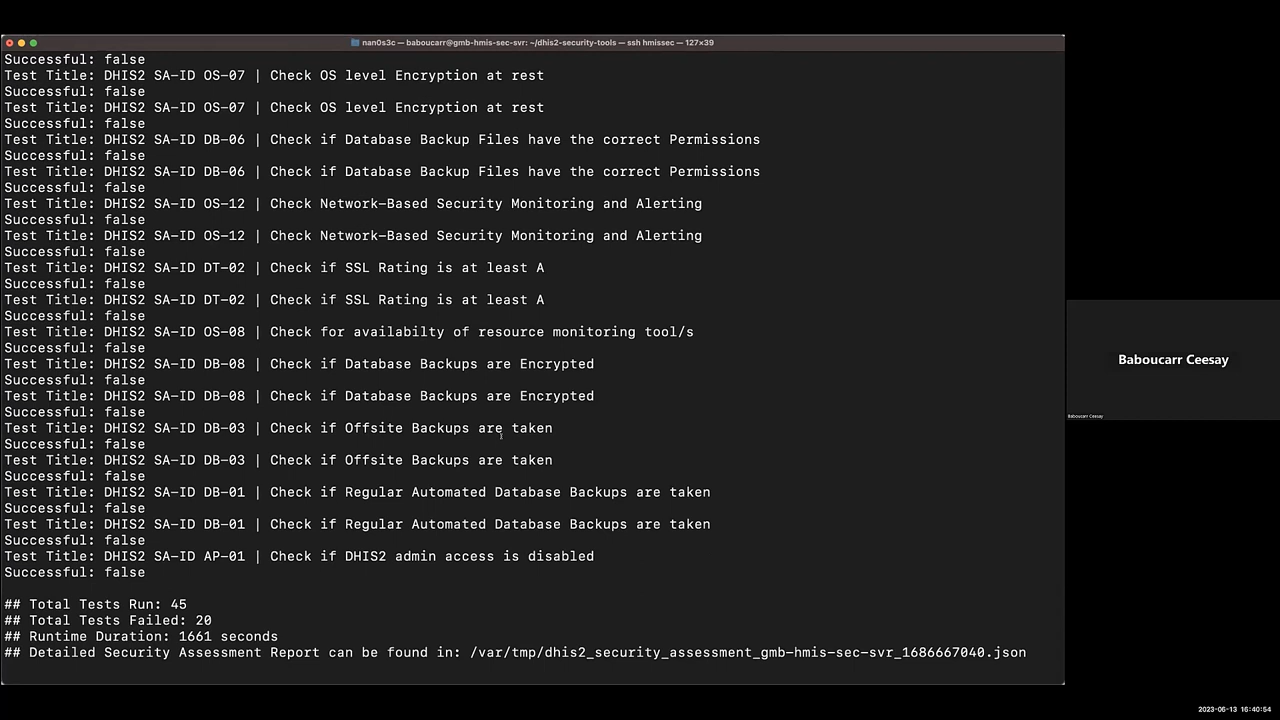 nan0s3c — baboucarr@gmb-hmis-sec-svr: ~/dhis2-security-tools — ssh hmissec — 127×39
Successful: false
Test Title: DHIS2 SA-ID OS-07 | Check OS level Encryption at rest
Successful: false
Test Title: DHIS2 SA-ID OS-07 | Check OS level Encryption at rest
Successful: false
Test Title: DHIS2 SA-ID DB-06 | Check if Database Backup Files have the correct Permissions
Successful: false
Test Title: DHIS2 SA-ID DB-06 | Check if Database Backup Files have the correct Permissions
Successful: false
Test Title: DHIS2 SA-ID OS-12 | Check Network-Based Security Monitoring and Alerting
Successful: false
Test Title: DHIS2 SA-ID OS-12 | Check Network-Based Security Monitoring and Alerting
Successful: false
Test Title: DHIS2 SA-ID DT-02 | Check if SSL Rating is at least A
Successful: false
Test Title: DHIS2 SA-ID DT-02 | Check if SSL Rating is at least A
Successful: false
Test Title: DHIS2 SA-ID OS-08 | Check for availabilty of resource monitoring tool/s
Successful: false
Test Title: DHIS2 SA-ID DB-08 | Check if Database Backups are Encrypted
Successful: false
Test Title: DHIS2 SA-ID DB-08 | Check if Database Backups are Encrypted
Successful: false
Test Title: DHIS2 SA-ID DB-03 | Check if Offsite Backups are taken
Successful: false
Test Title: DHIS2 SA-ID DB-03 | Check if Offsite Backups are taken
Successful: false
Test Title: DHIS2 SA-ID DB-01 | Check if Regular Automated Database Backups are taken
Successful: false
Test Title: DHIS2 SA-ID DB-01 | Check if Regular Automated Database Backups are taken
Successful: false
Test Title: DHIS2 SA-ID AP-01 | Check if DHIS2 admin access is disabled
Successful: false
## Total Tests Run: 45
## Total Tests Failed: 20
## Runtime Duration: 1661 seconds
## Detailed Security Assessment Report can be found in: /var/tmp/dhis2_security_assessment_gmb-hmis-sec-svr_1686667040.json
Baboucarr Ceesay
Baboucarr Ceesay
2023-06-13 16:40:54